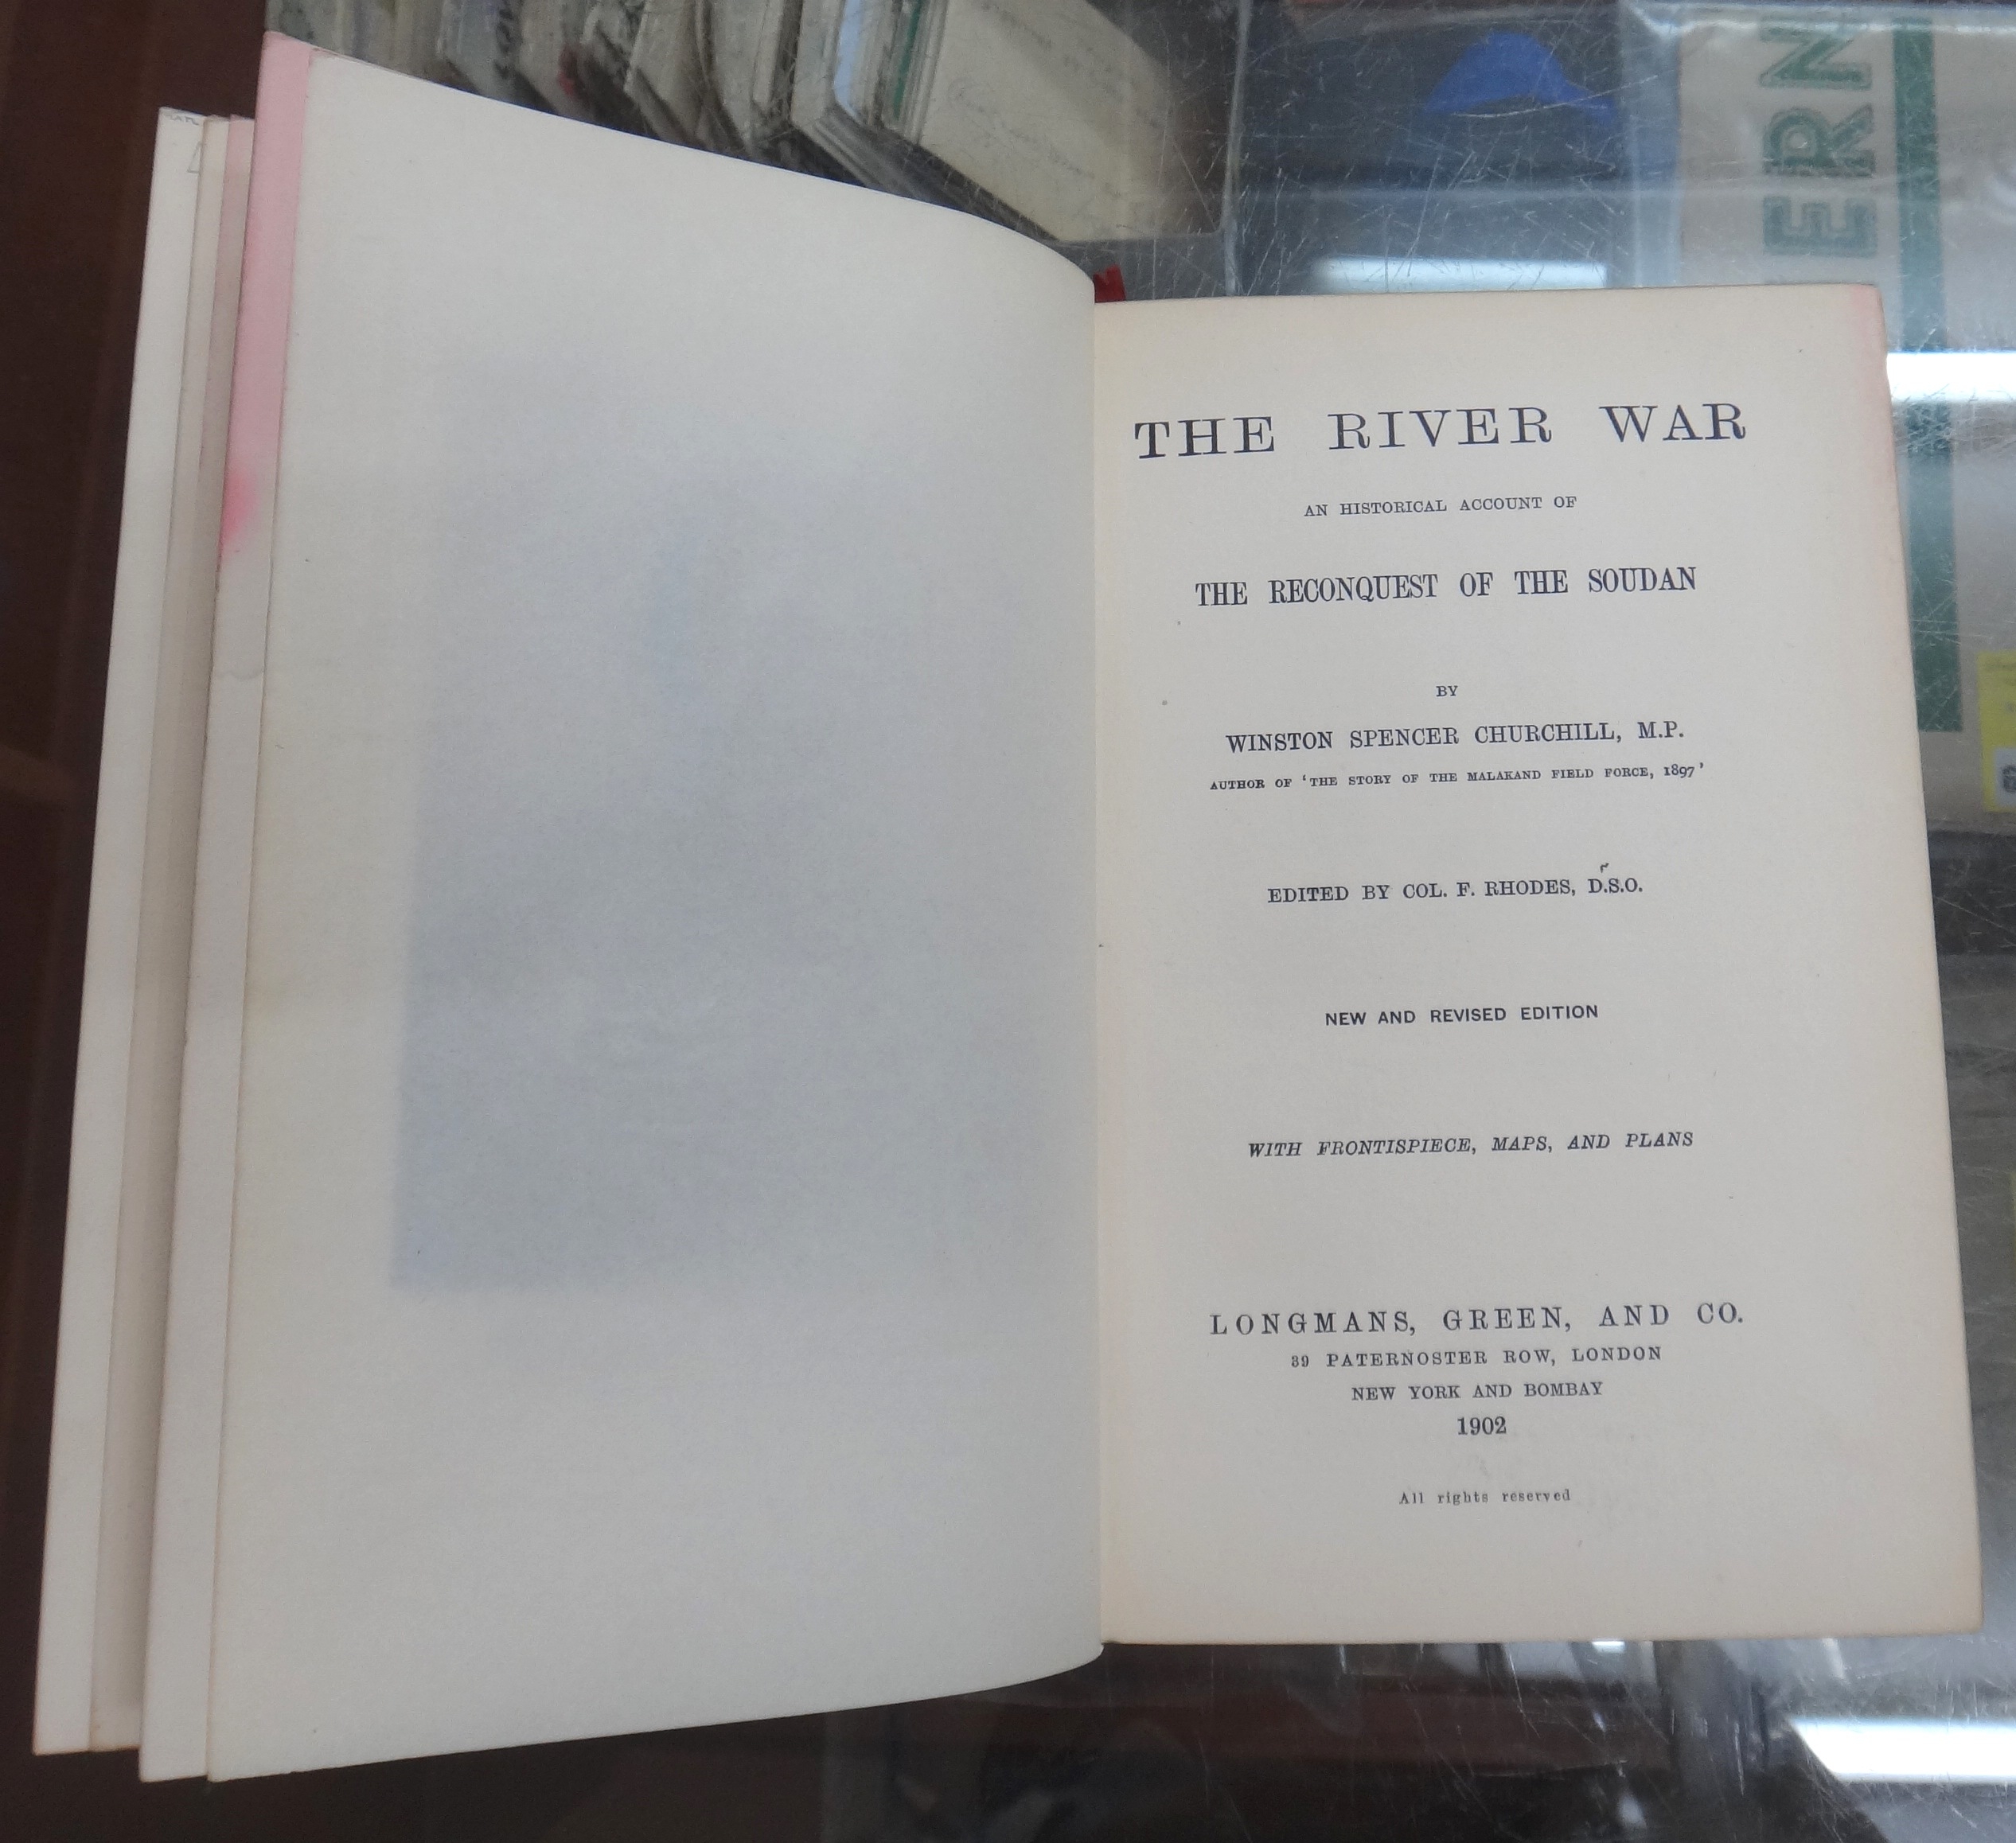 THE RIVER WAR
AN HISTORICAL ACCOUNT OF
THE RECONQUEST OF THE SOUDAN
BY
WINSTON SPENCER CHURCHILL, M.P.
AUTHOR OF 'THE STORY OF THE MALAKAND FIELD FORCE, 1897'
EDITED BY COL. F. RHODES, D.S.O.
NEW AND REVISED EDITION
WITH FRONTISPIECE, MAPS, AND PLANS
LONGMANS, GREEN, AND CO.
39 PATERNOSTER ROW, LONDON
NEW YORK AND BOMBAY
1902
All rights reserved
ERN